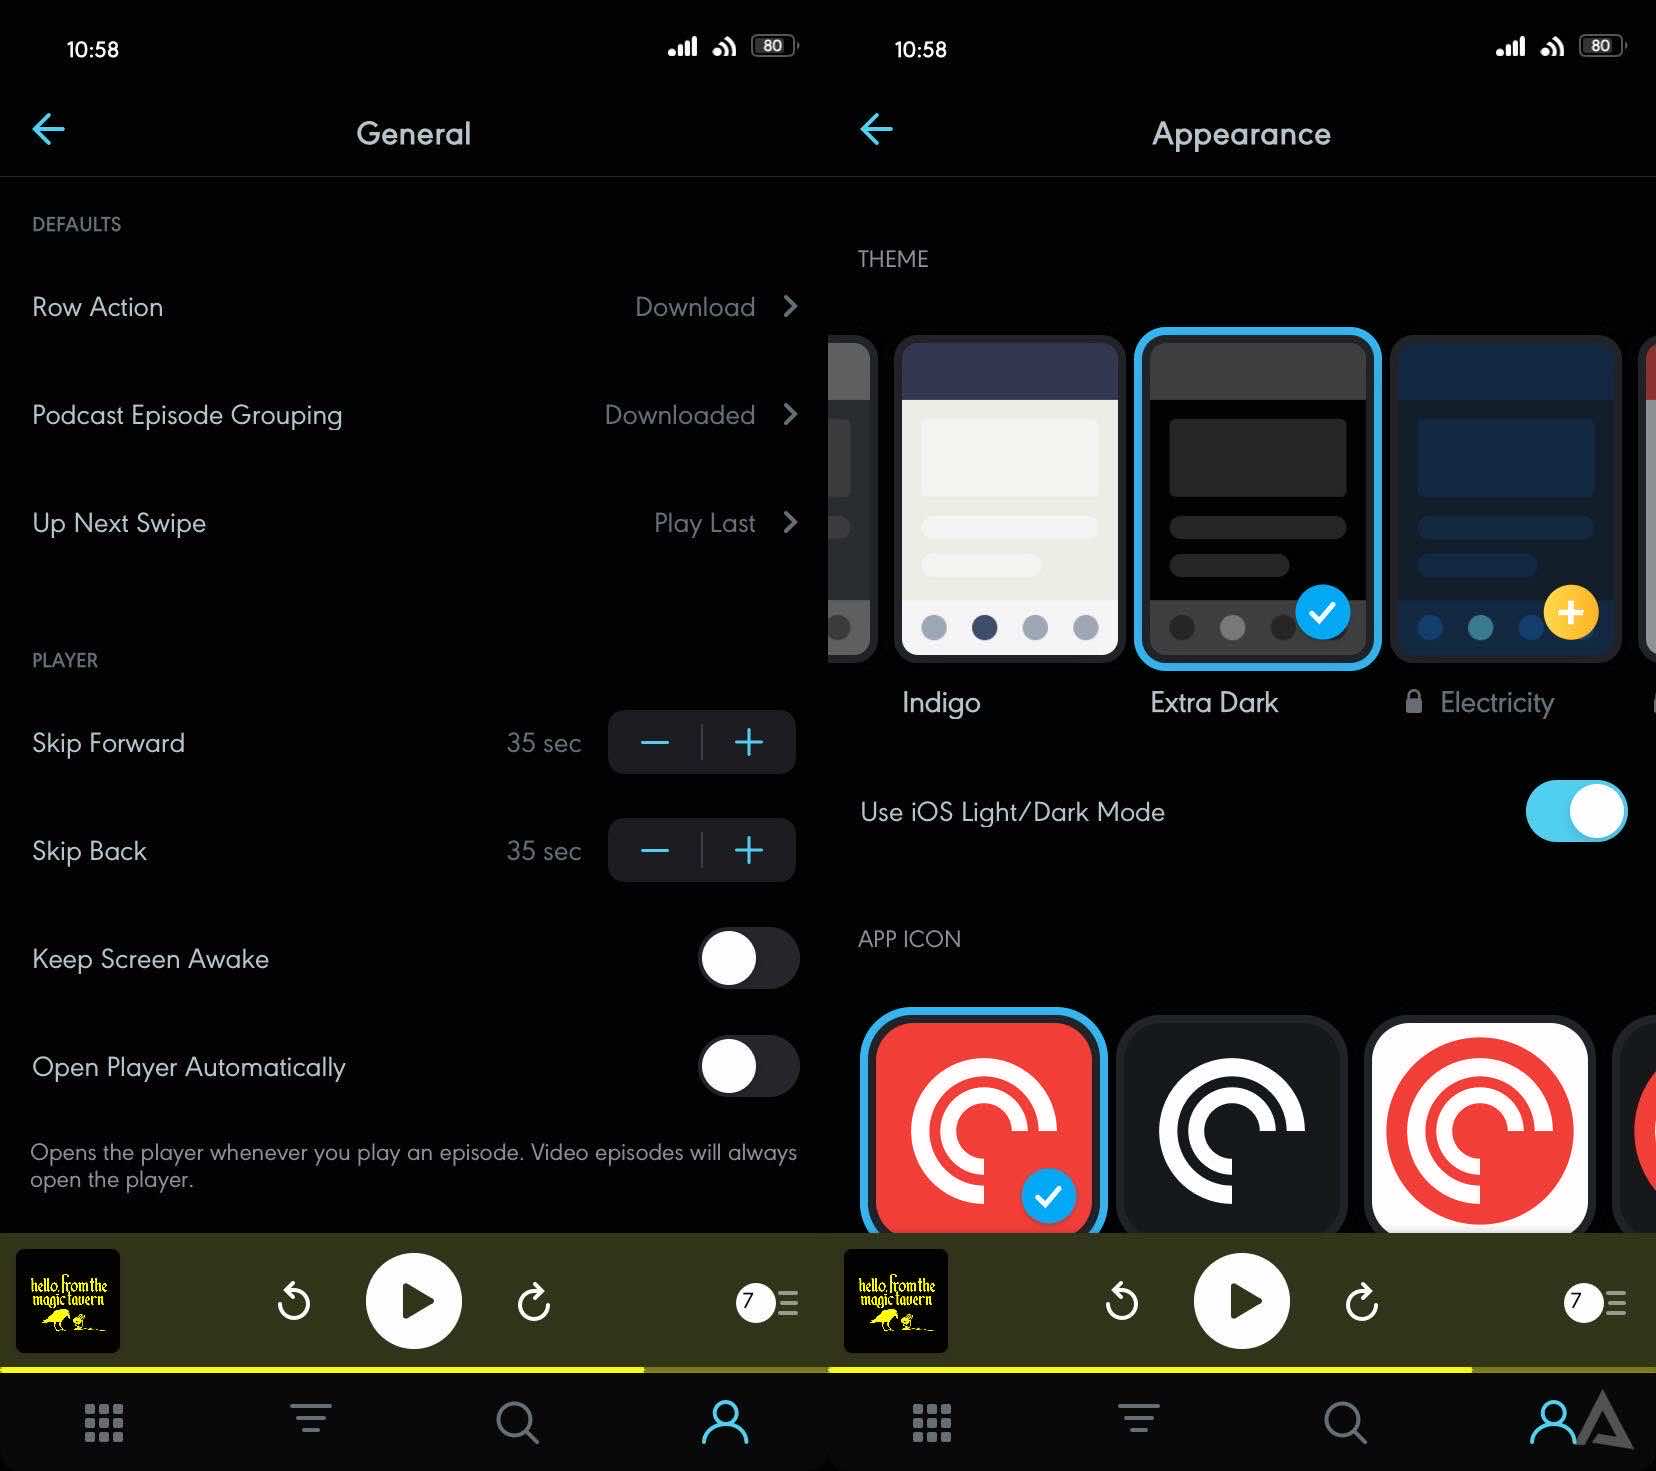 10:58
80
General
DEFAULTS
Row Action
Download
Podcast Episode Grouping
Downloaded
Up Next Swipe
Play Last
PLAYER
Skip Forward
35 sec
Skip Back
35 sec
Keep Screen Awake
Open Player Automatically
Opens the player whenever you play an episode. Video episodes will always
open the player.
hello, from the
magic tavern
7
10:58
80
Appearance
THEME
Indigo
Extra Dark
Electricity
Use iOS Light/Dark Mode
APP ICON
hello, from the
magic tavern
7